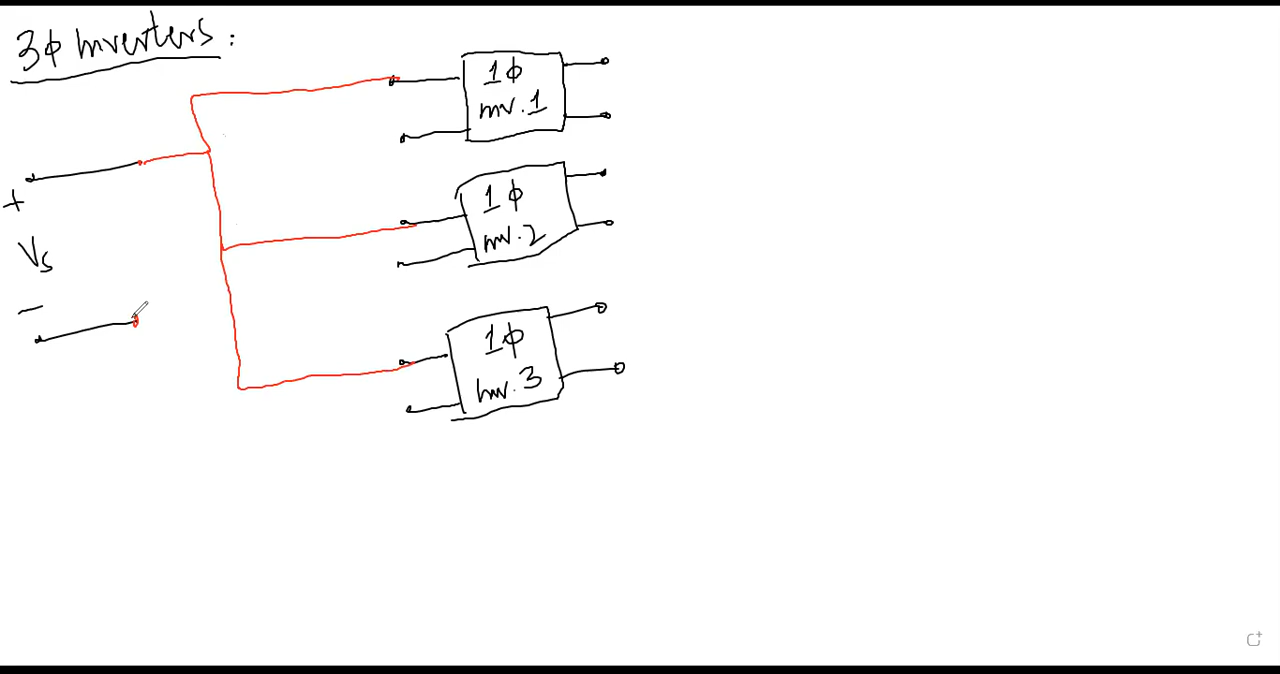 3ϕ Inverters:
+
Vs
−
1ϕ
inv.1
1ϕ
inv.2
1ϕ
inv.3